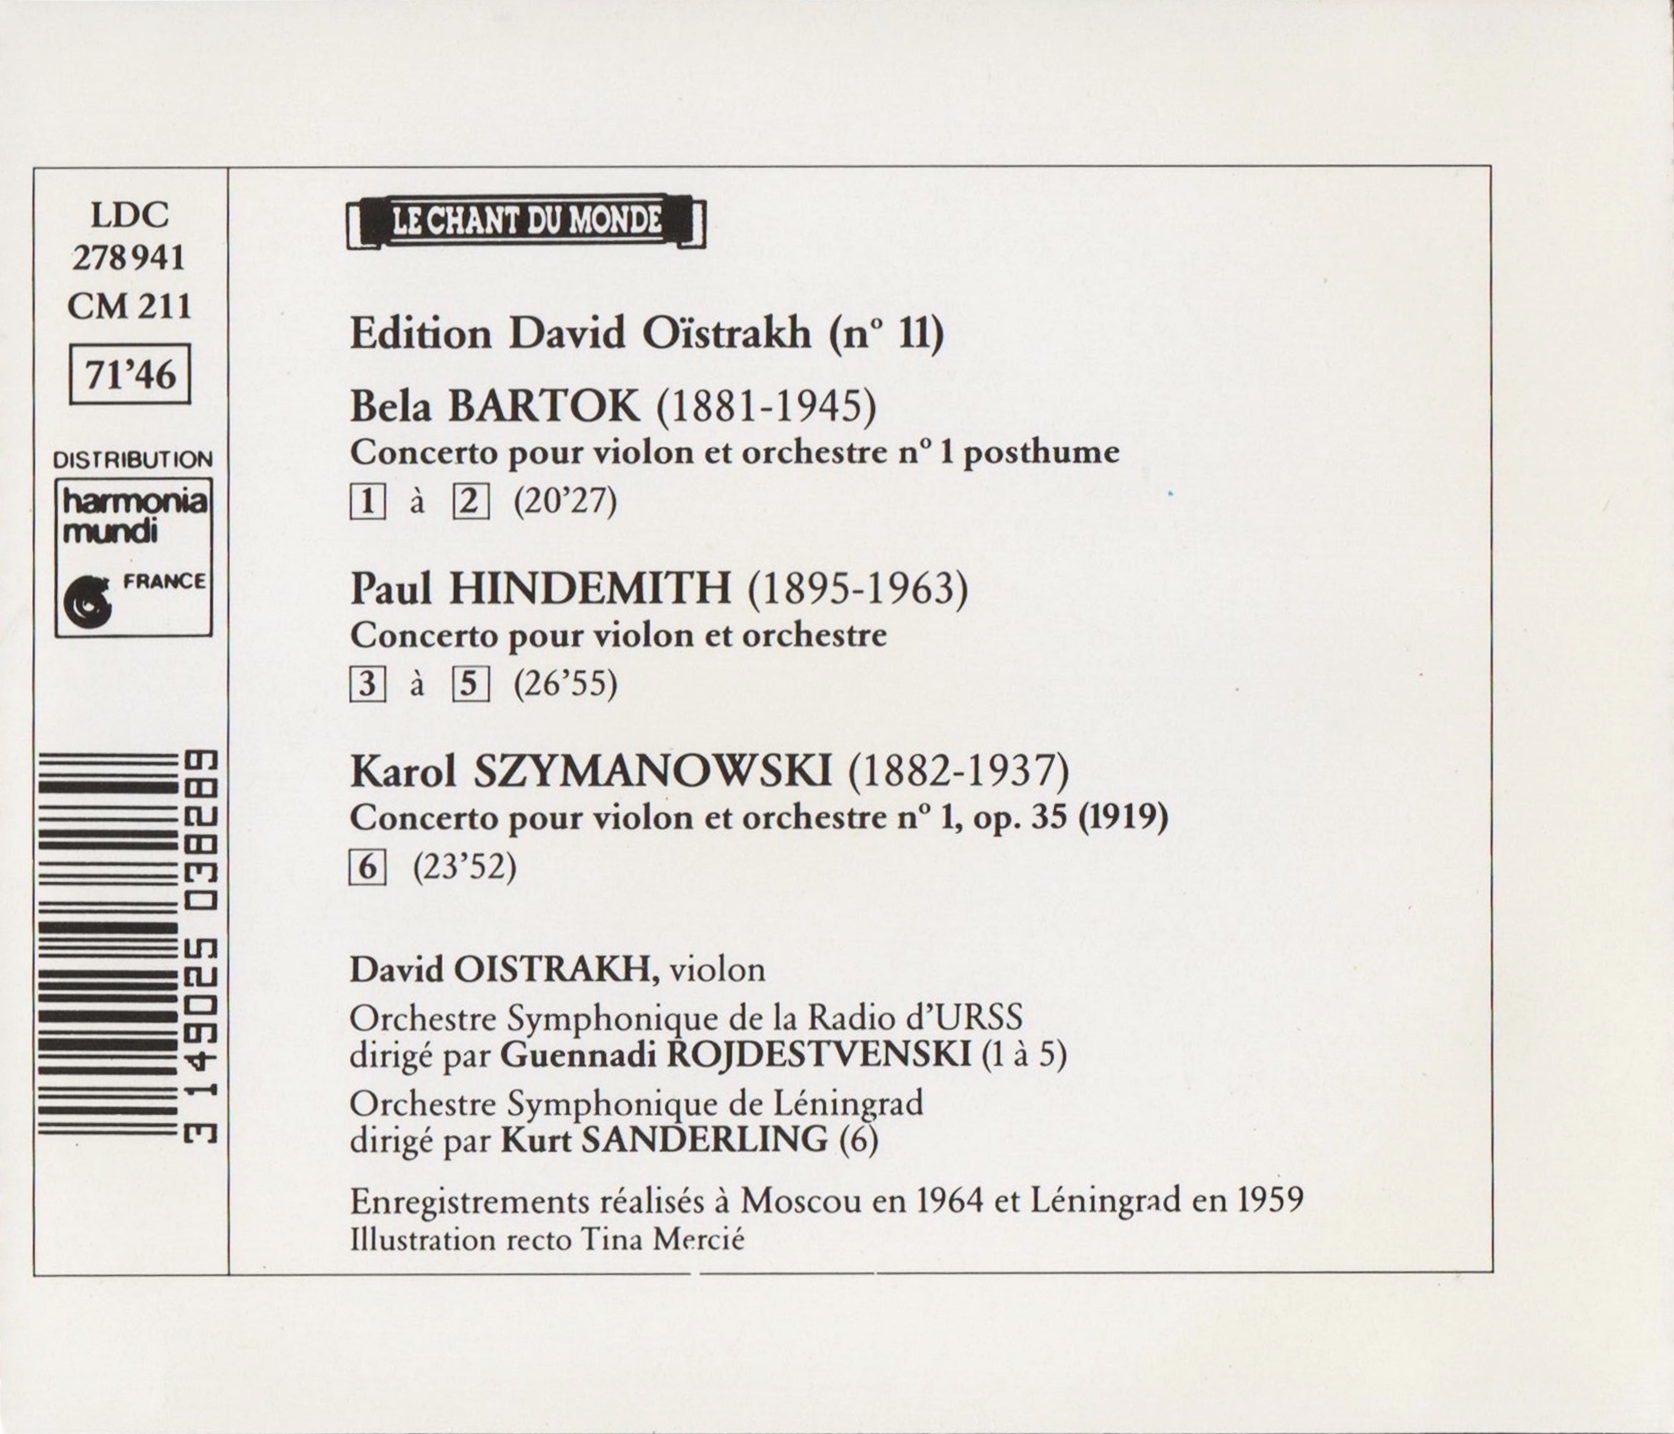 LDC
278941
CM 211
71’46
DISTRIBUTION
harmonia
mundi
FRANCE
3 149025 038289
LE CHANT DU MONDE
Edition David Oïstrakh (nº 11)
Bela BARTOK (1881-1945)
Concerto pour violon et orchestre nº 1 posthume
1 à 2 (20’27)
Paul HINDEMITH (1895-1963)
Concerto pour violon et orchestre
3 à 5 (26’55)
Karol SZYMANOWSKI (1882-1937)
Concerto pour violon et orchestre nº 1, op. 35 (1919)
6 (23’52)
David OISTRAKH, violon
Orchestre Symphonique de la Radio d’URSS
dirigé par Guennadi ROJDESTVENSKI (1 à 5)
Orchestre Symphonique de Léningrad
dirigé par Kurt SANDERLING (6)
Enregistrements réalisés à Moscou en 1964 et Léningrad en 1959
Illustration recto Tina Mercié